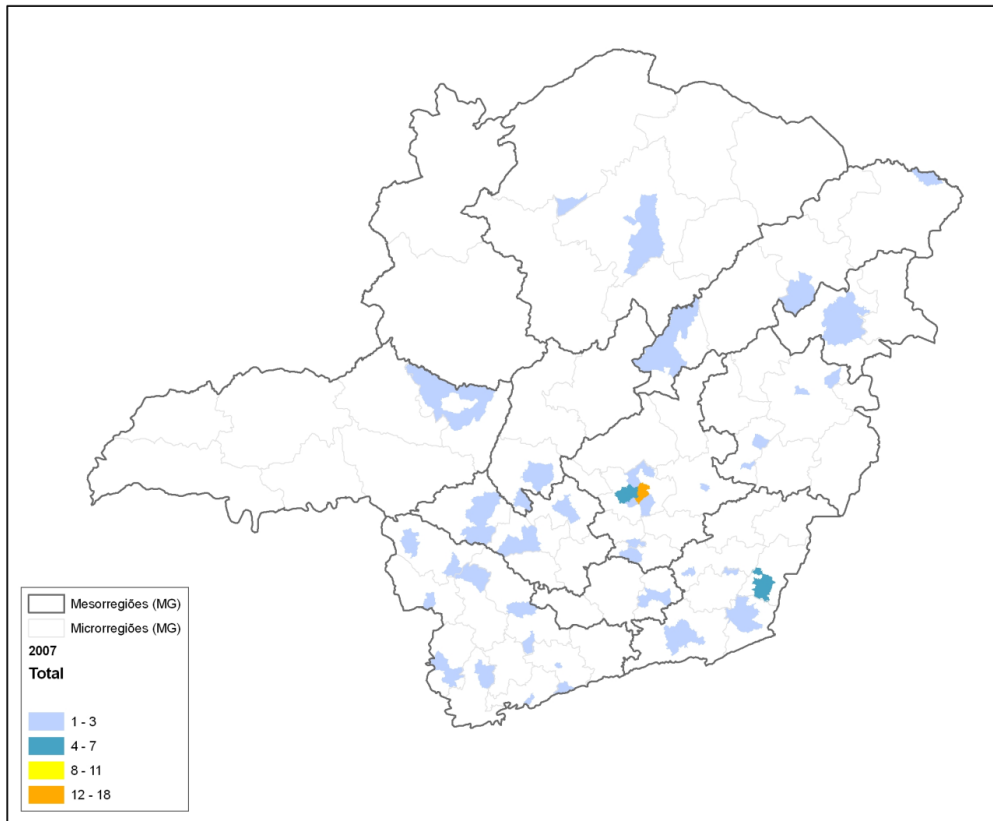 Mesorregiões (MG)
Microrregiões (MG)
2007
Total
1 - 3
4 - 7
8 - 11
12 - 18